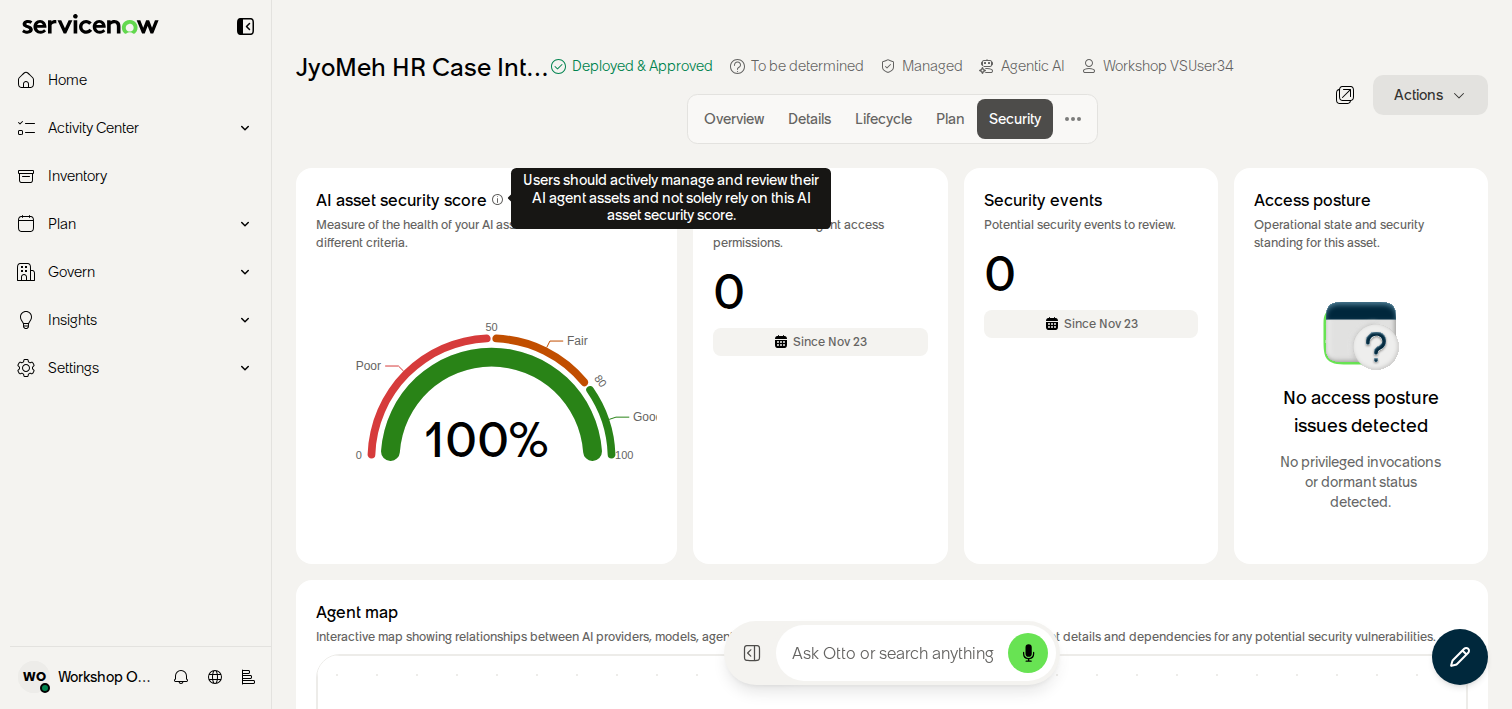 servicenow
Home
Activity Center
Inventory
Plan
Govern
Insights
Settings
WO
Workshop O...
JyoMeh HR Case Int...
Deployed & Approved
To be determined
Managed
Agentic AI
Workshop VSUser34
Actions
Overview
Details
Lifecycle
Plan
Security
AI asset security score
Users should actively manage and review their
AI agent assets and not solely rely on this AI
asset security score.
Measure of the health of your AI
different criteria.
50
Fair
Poor
80
Good
100%
0
100
access
permissions.
0
Since Nov 23
Security events
Potential security events to review.
0
Since Nov 23
Access posture
Operational state and security
standing for this asset.
?
No access posture
issues detected
No privileged invocations
or dormant status
detected.
Agent map
Interactive map showing relationships between AI providers, models,
details and dependencies for any potential security vulnerabilities.
Ask Otto or search anything